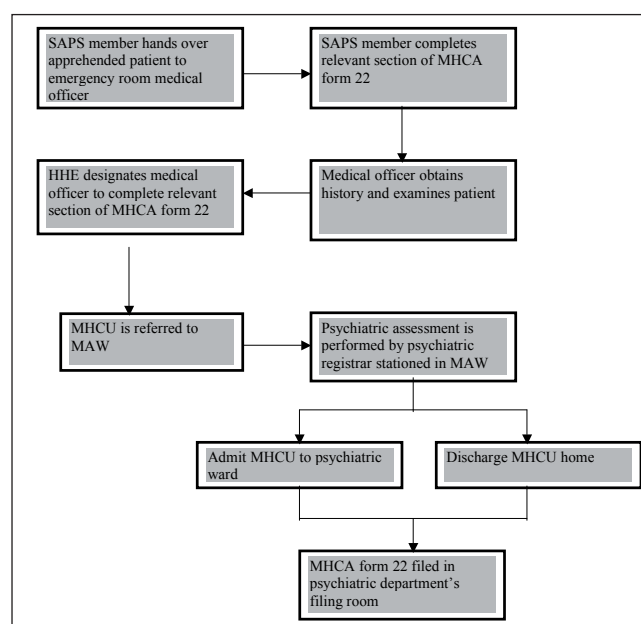 SAPS member hands over
apprehended patient to
emergency room medical
officer
SAPS member completes
relevant section of MHCA
form 22
Medical officer obtains
history and examines patient
HHE designates medical
officer to complete relevant
section of MHCA form 22
MHCU is referred to
MAW
Psychiatric assessment is
performed by psychiatric
registrar stationed in MAW
Admit MHCU to psychiatric
ward
Discharge MHCU home
MHCA form 22 filed in
psychiatric department's
filing room